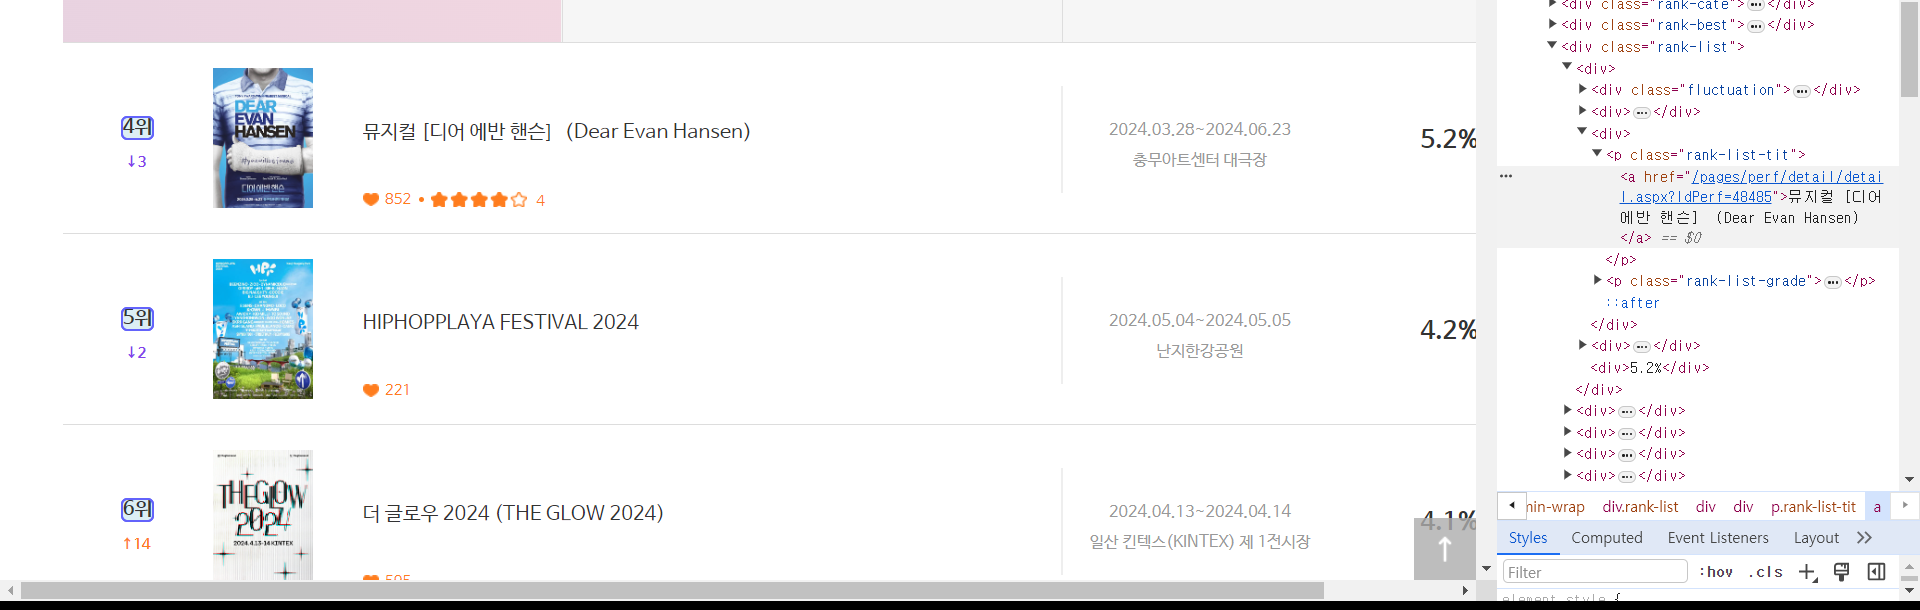 4위
↓3
DEAR
EVAN
HANSEN
디어 에반 핸슨
뮤지컬 [디어 에반 핸슨] (Dear Evan Hansen)
852 • 4
2024.03.28~2024.06.23
충무아트센터 대극장
5.2%
5위
↓2
HIPHOPPLAYA FESTIVAL 2024
221
2024.05.04~2024.05.05
난지한강공원
4.2%
6위
↑14
THE GLOW
2024
2024.4.13-14 KINTEX
더 글로우 2024 (THE GLOW 2024)
595
2024.04.13~2024.04.14
일산 킨텍스(KINTEX) 제 1전시장
4.1%
↑
▶<div class="rank-cate">…</div>
▶<div class="rank-best">…</div>
▼<div class="rank-list">
▼<div>
▶<div class="fluctuation">…</div>
▶<div>…</div>
▼<div>
▼<p class="rank-list-tit">
…
<a href="/pages/perf/detail/detai
l.aspx?IdPerf=48485">뮤지컬 [디어
에반 핸슨] (Dear Evan Hansen)
</a> == $0
</p>
▶<p class="rank-list-grade">…</p>
::after
</div>
▶<div>…</div>
<div>5.2%</div>
</div>
▶<div>…</div>
▶<div>…</div>
▶<div>…</div>
▶<div>…</div>
nin-wrap div.rank-list div div p.rank-list-tit a
Styles Computed Event Listeners Layout
Filter :hov .cls
element.style {